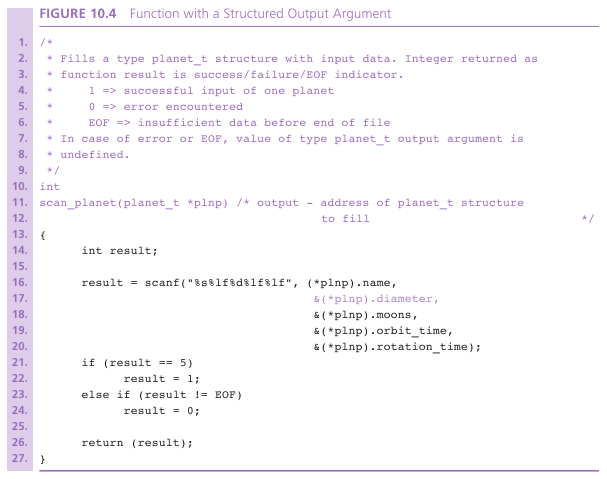 FIGURE 10.4 Function with a Structured Output Argument
1. /*
2.  * Fills a type planet_t structure with input data. Integer returned as
3.  * function result is success/failure/EOF indicator.
4.  *     1 => successful input of one planet
5.  *     0 => error encountered
6.  *     EOF => insufficient data before end of file
7.  * In case of error or EOF, value of type planet_t output argument is
8.  * undefined.
9.  */
10. int
11. scan_planet(planet_t *plnp) /* output - address of planet_t structure
12.                                         to fill                              */
13. {
14.       int result;
15.
16.       result = scanf("%s%lf%d%lf%lf", (*plnp).name,
17.                                        &(*plnp).diameter,
18.                                        &(*plnp).moons,
19.                                        &(*plnp).orbit_time,
20.                                        &(*plnp).rotation_time);
21.       if (result == 5)
22.             result = 1;
23.       else if (result != EOF)
24.             result = 0;
25.
26.       return (result);
27. }